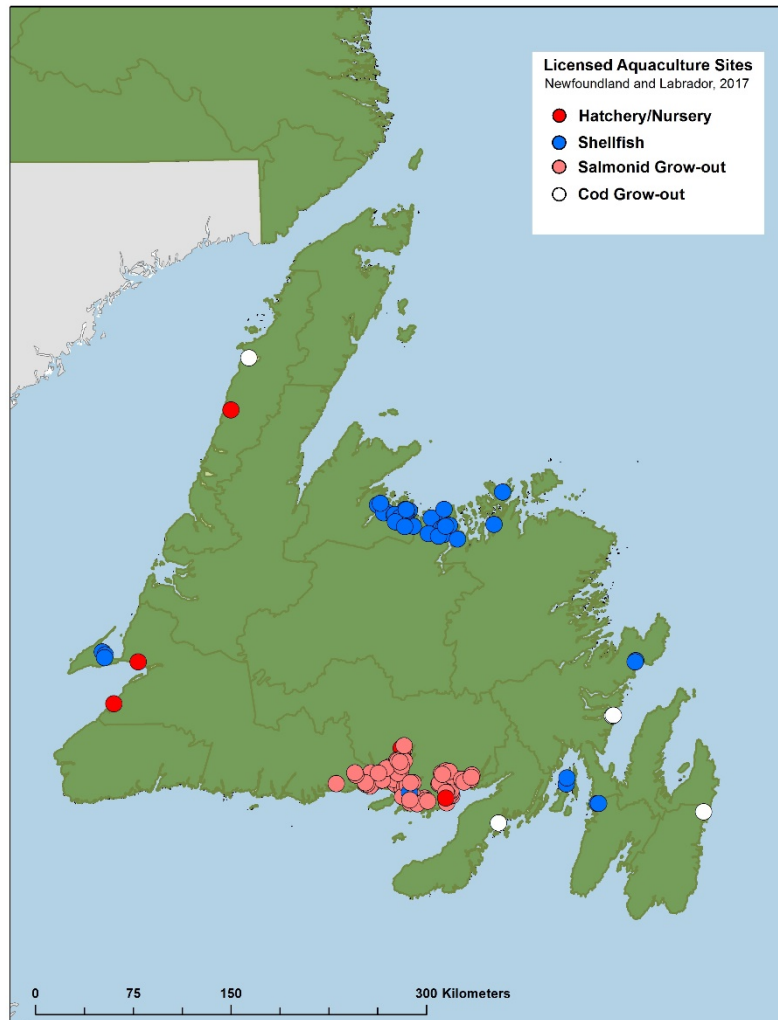 Licensed Aquaculture Sites
Newfoundland and Labrador, 2017
Hatchery/Nursery
Shellfish
Salmonid Grow-out
Cod Grow-out
0 75 150 300 Kilometers